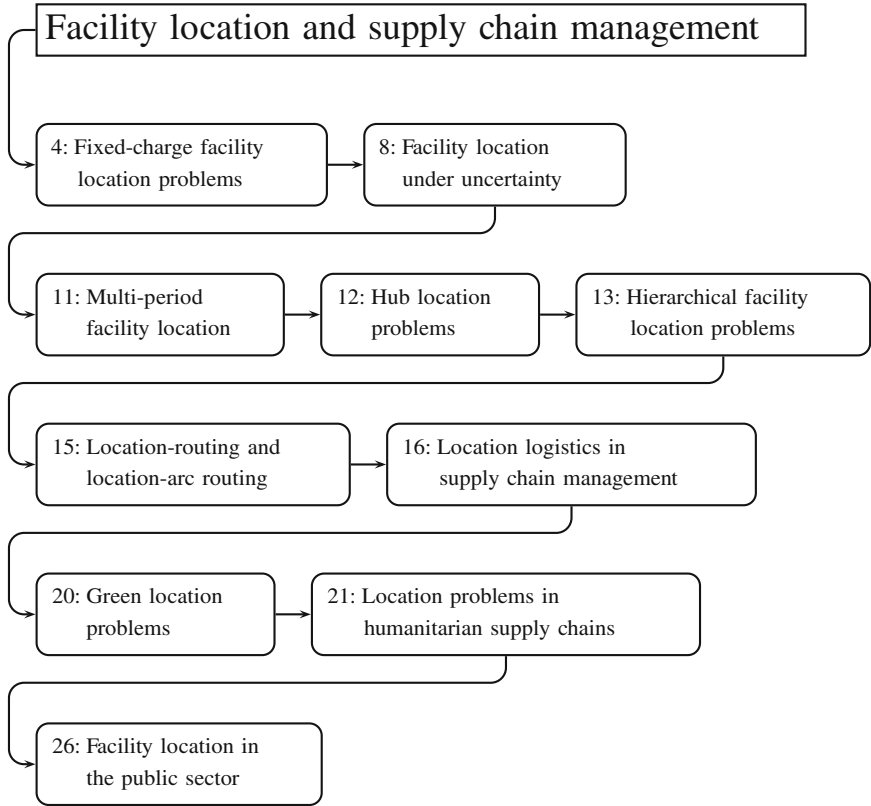 Facility location and supply chain management
4: Fixed-charge facility
location problems
8: Facility location
under uncertainty
11: Multi-period
facility location
12: Hub location
problems
13: Hierarchical facility
location problems
15: Location-routing and
location-arc routing
16: Location logistics in
supply chain management
20: Green location
problems
21: Location problems in
humanitarian supply chains
26: Facility location in
the public sector